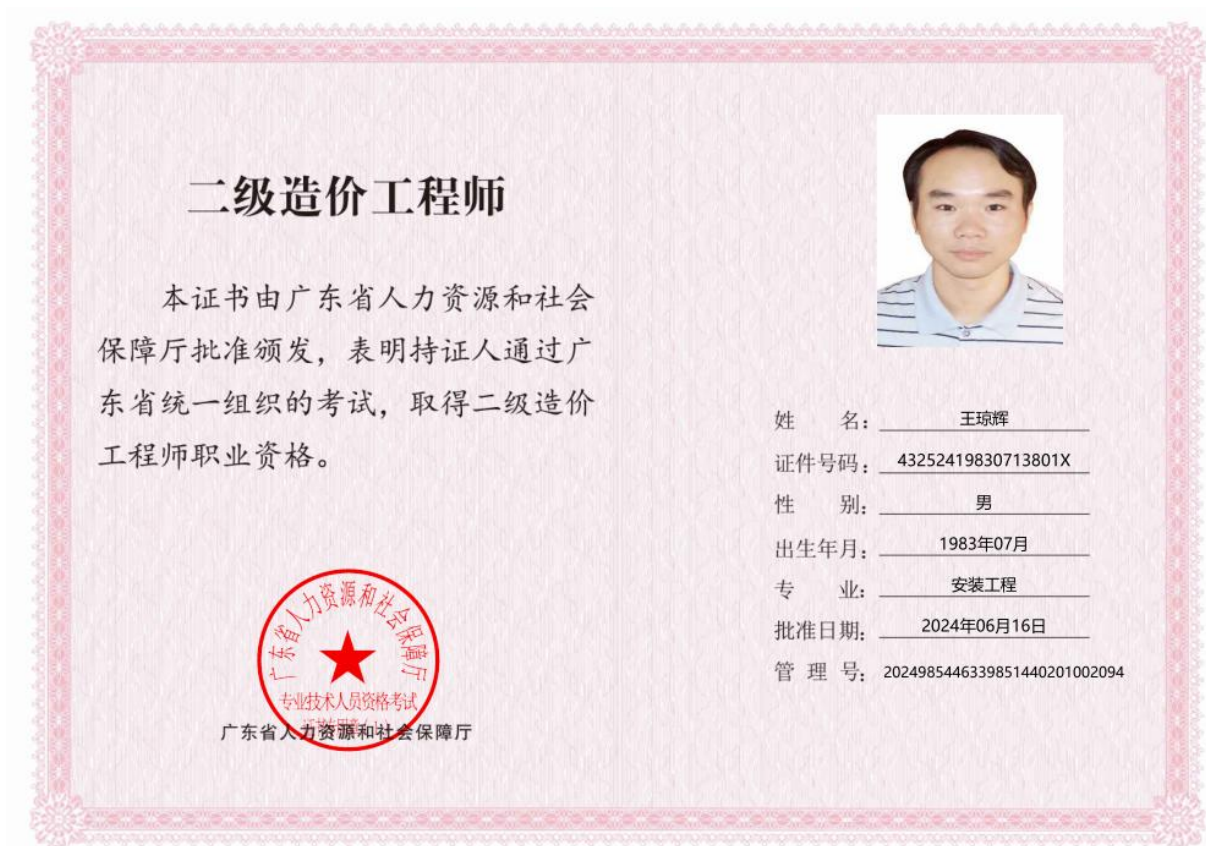 二级造价工程师
本证书由广东省人力资源和社会
保障厅批准颁发，表明持证人通过广
东省统一组织的考试，取得二级造价
工程师职业资格。
广东省人力资源和社会保障厅
专业技术人员资格考试
广东省人力资源和社会保障厅
姓 名：王琼辉
证件号码：43252419830713801X
性 别：男
出生年月：1983年07月
专 业：安装工程
批准日期：2024年06月16日
管 理 号：2024985446339851440201002094